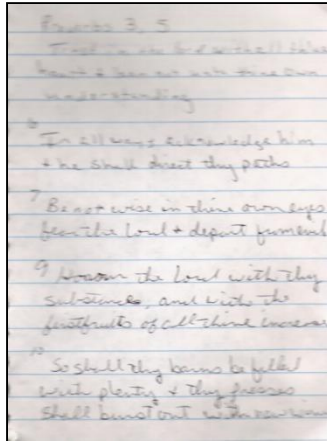 Proverbs 3, 5
Trust in the Lord with all thine
heart + lean not unto thine own
understanding
6
In all ways acknowledge him
+ he shall direct thy paths
7
Be not wise in thine own eyes
fear the Lord + depart from evil
9 Honor the Lord with thy
substance, and with the
firstfruits of all thine increase
10
So shall thy barns be filled
with plenty + thy presses
shall burst out with new wine